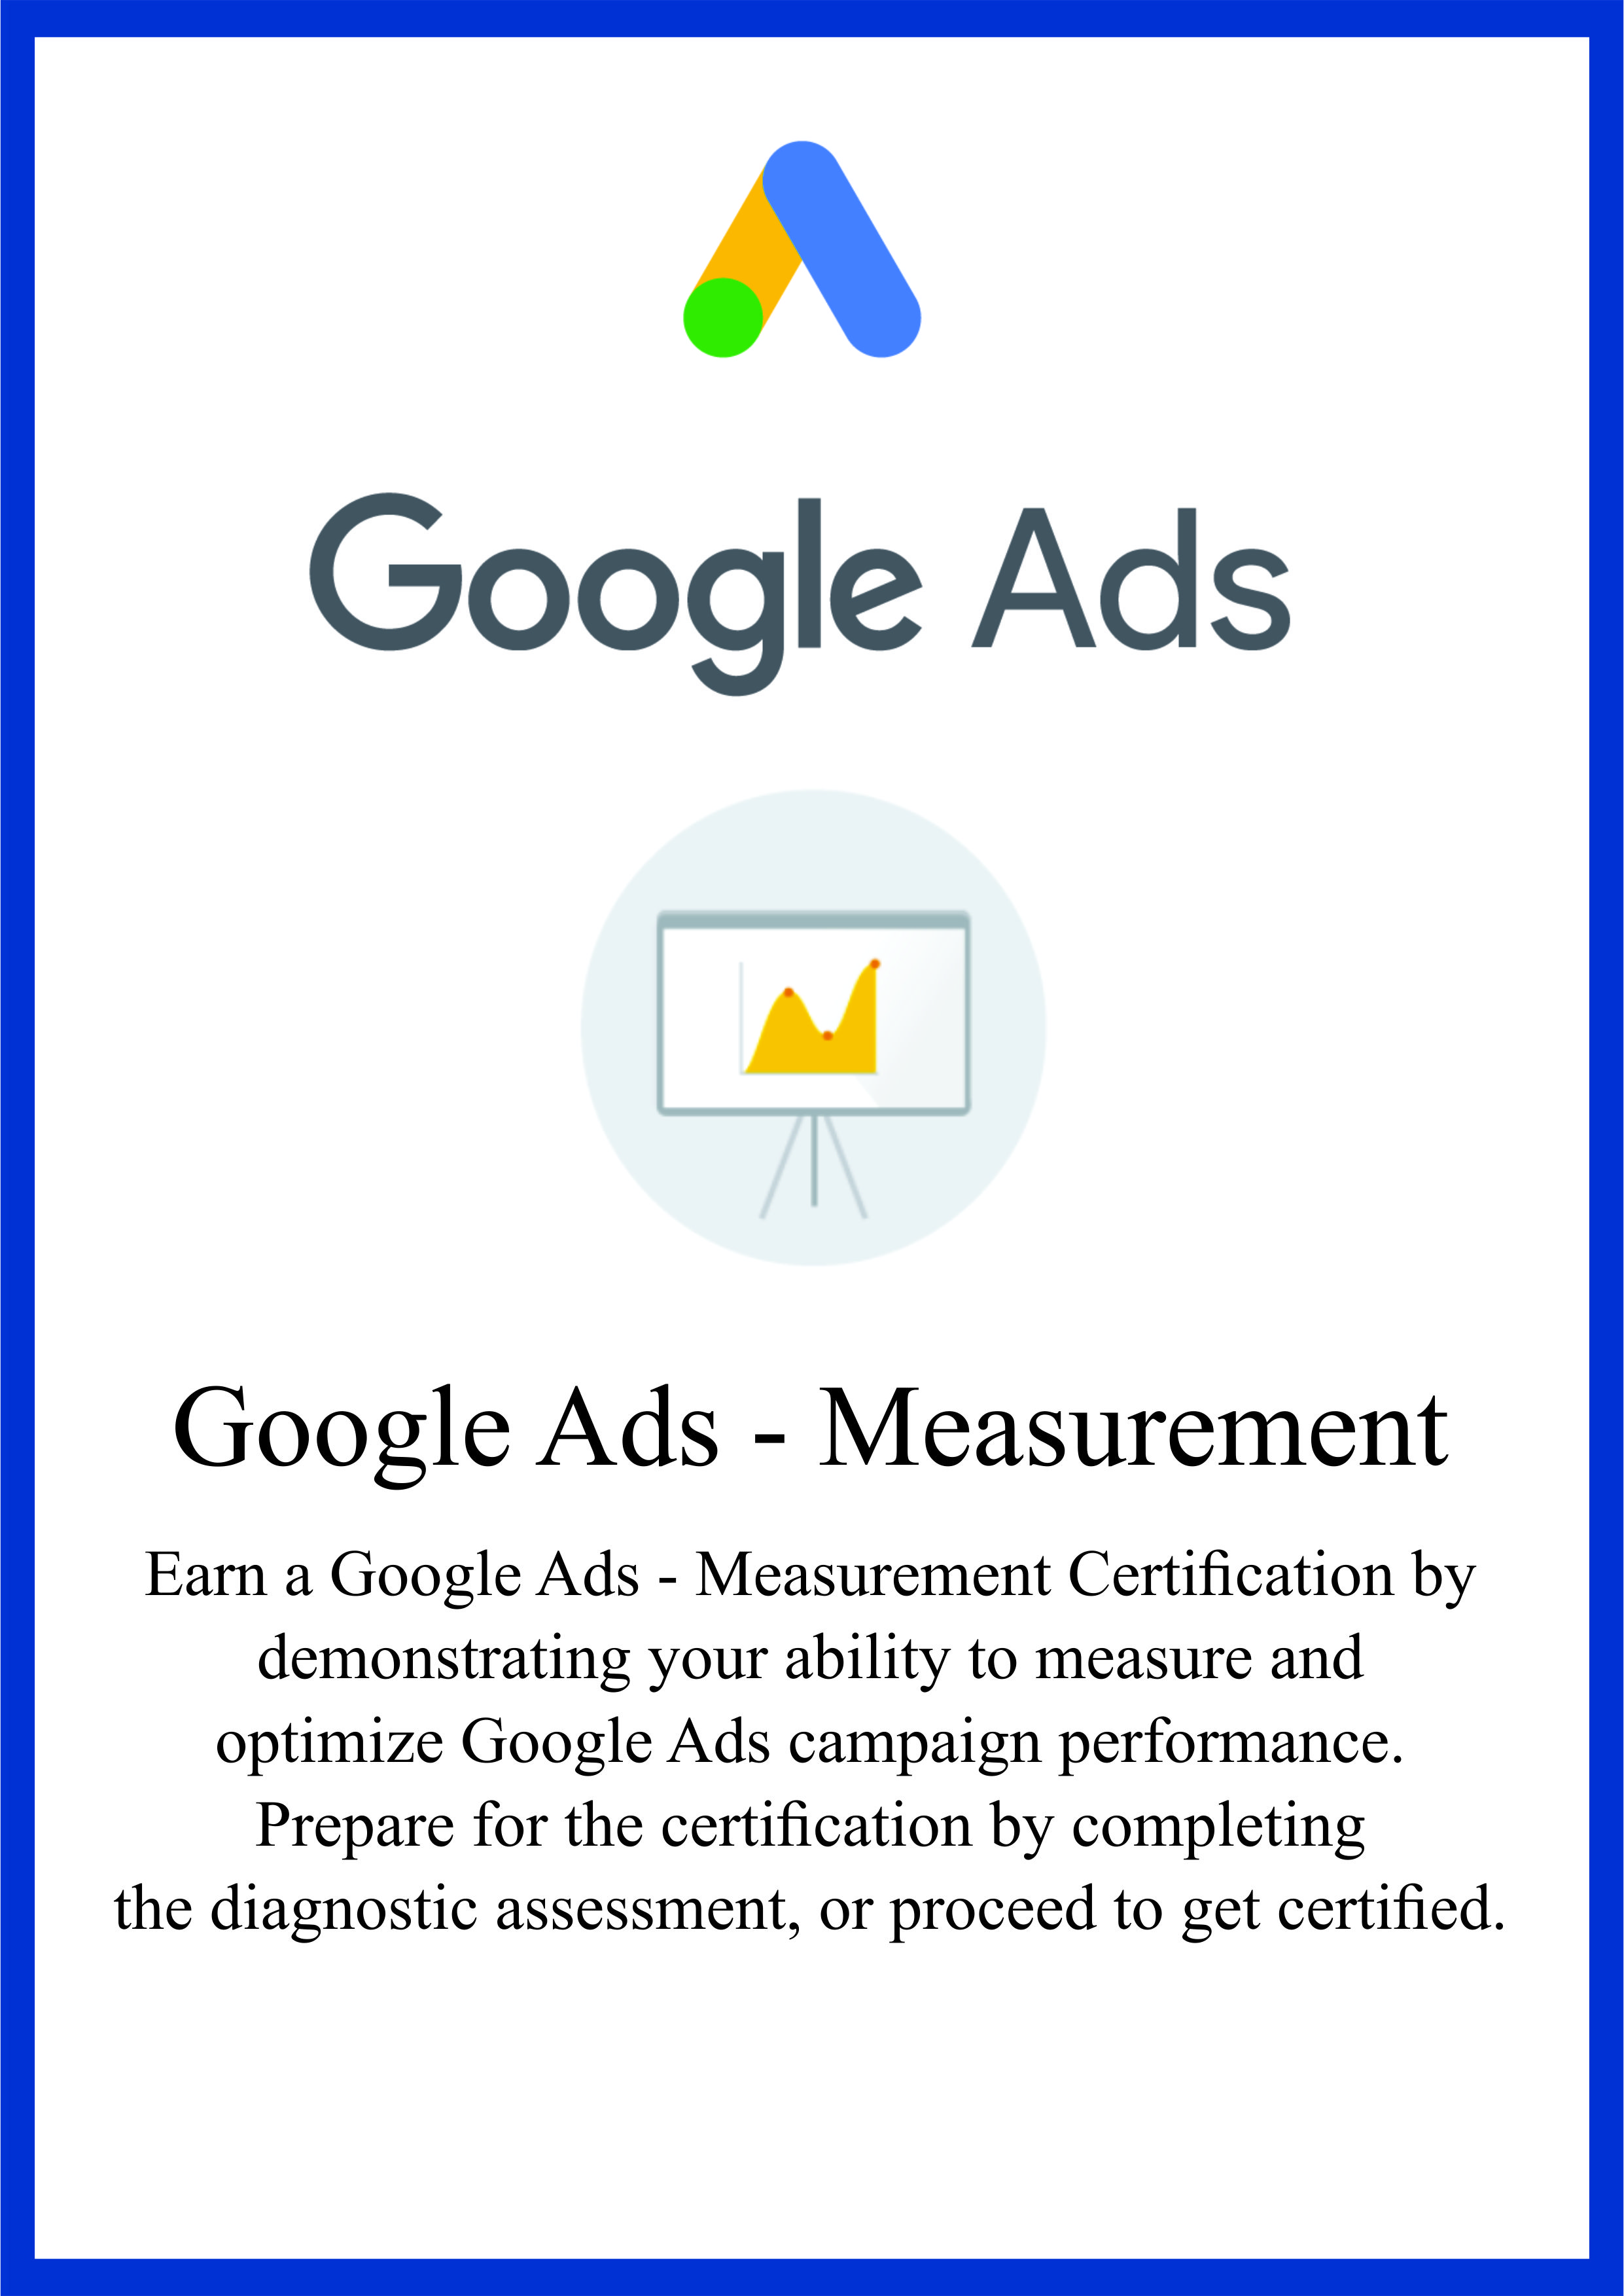 Google Ads
Google Ads - Measurement
Earn a Google Ads - Measurement Certification by
demonstrating your ability to measure and
optimize Google Ads campaign performance.
Prepare for the certification by completing
the diagnostic assessment, or proceed to get certified.